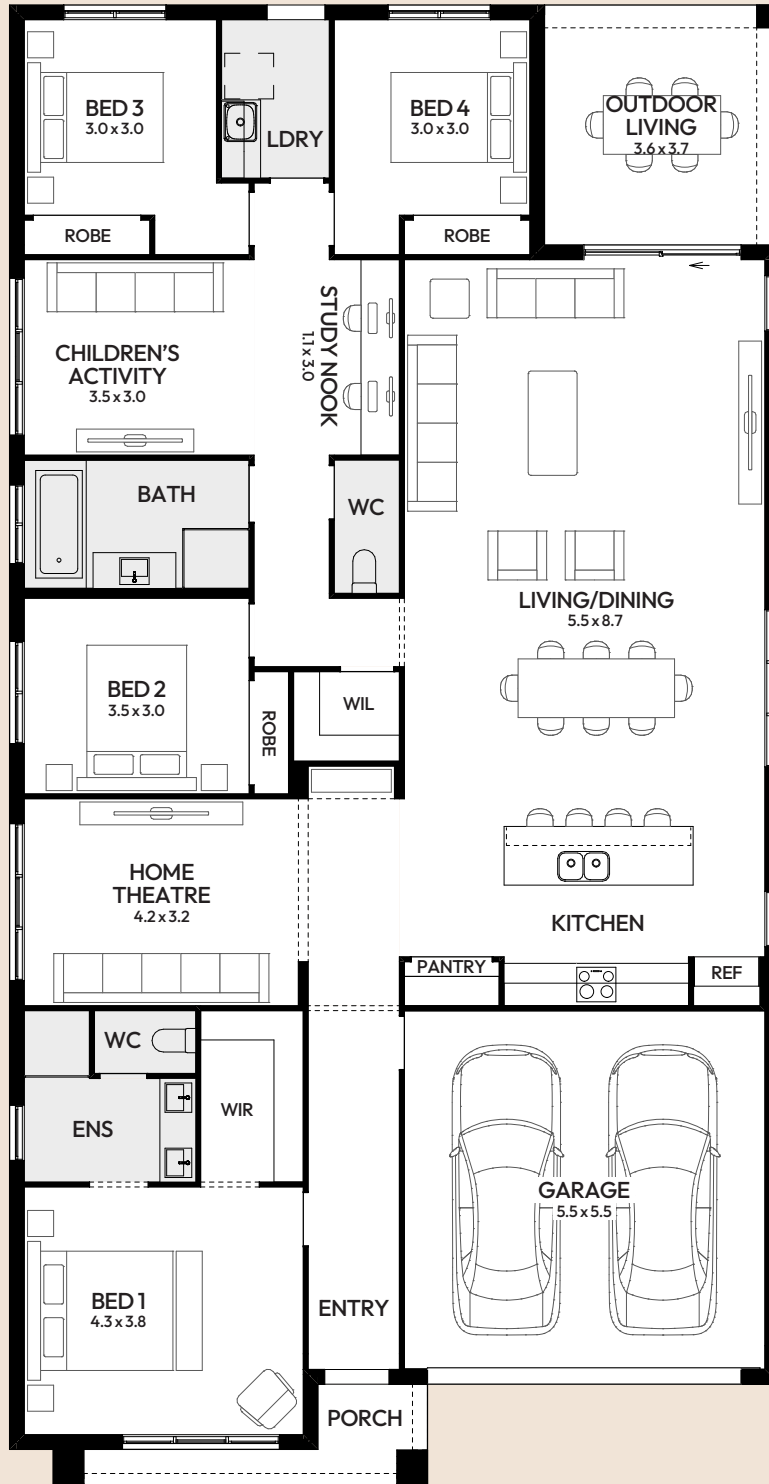 BED 3
3.0 x 3.0
LDRY
BED 4
3.0 x 3.0
OUTDOOR
LIVING
3.6 x 3.7
ROBE
ROBE
CHILDREN'S
ACTIVITY
3.5 x 3.0
STUDY NOOK
1.1 x 3.0
BATH
WC
LIVING/DINING
5.5 x 8.7
BED 2
3.5 x 3.0
ROBE
WIL
HOME
THEATRE
4.2 x 3.2
KITCHEN
PANTRY
REF
WC
ENS
WIR
GARAGE
5.5 x 5.5
BED 1
4.3 x 3.8
ENTRY
PORCH